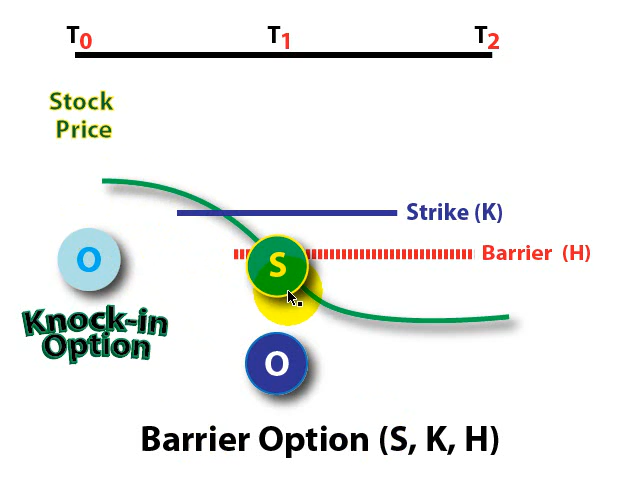 T0 T1 T2
Stock
Price
Strike (K)
Barrier (H)
S
O
Knock-in
Option
O
Barrier Option (S, K, H)